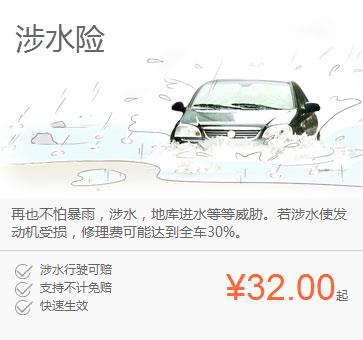 涉水险
再也不怕暴雨，涉水，地库进水等等威胁。若涉水使发
动机受损，修理费可能达到全车30%。
涉水行驶可赔
支持不计免赔
快速生效
¥32.00起